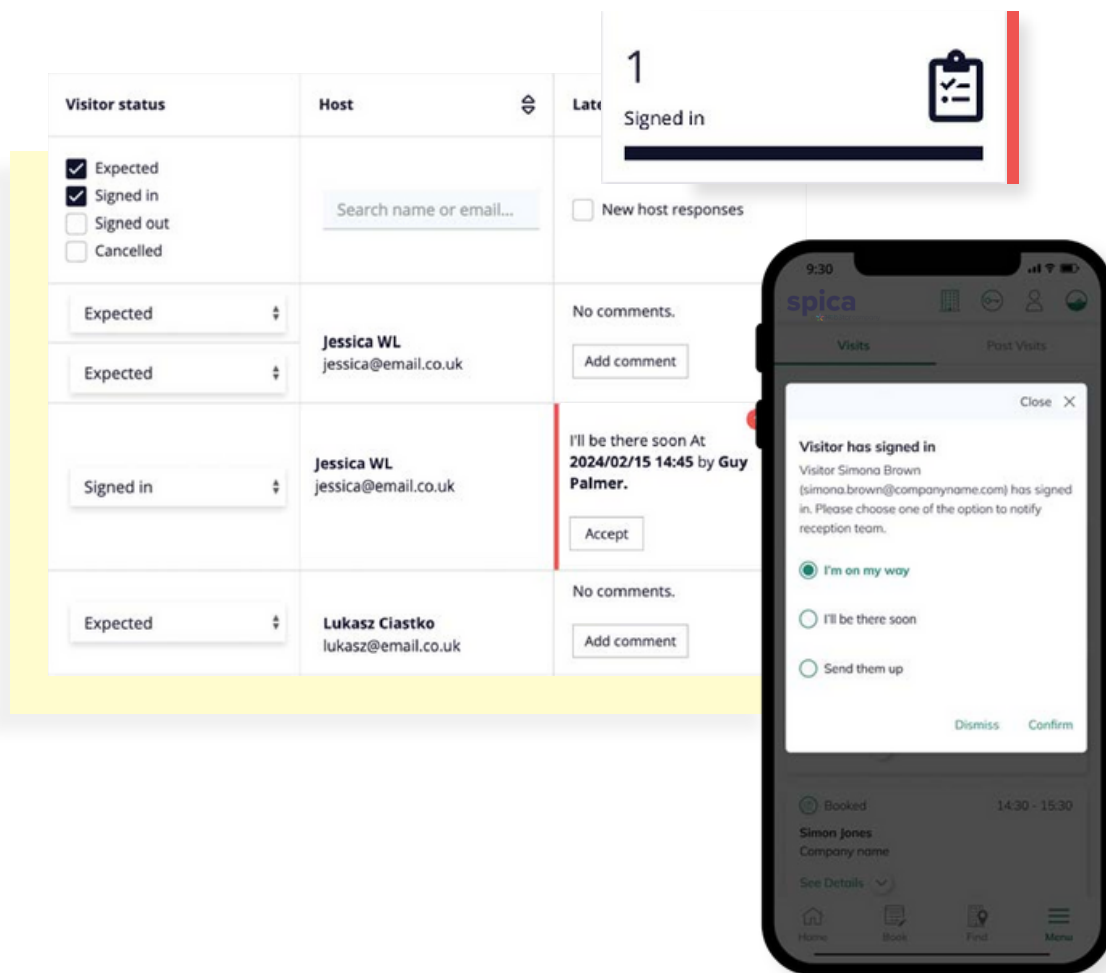 1
Signed in
Visitor status
Host
Late
Expected
Signed in
Signed out
Cancelled
Search name or email...
New host responses
Expected
Expected
Jessica WL
jessica@email.co.uk
No comments.
Add comment
Signed in
Jessica WL
jessica@email.co.uk
I'll be there soon At
2024/02/15 14:45 by Guy
Palmer.
Accept
Expected
Lukasz Ciastko
lukasz@email.co.uk
No comments.
Add comment
9:30
spica
Visits
Past Visits
Close
Visitor has signed in
Visitor Simona Brown
(simona.brown@companyname.com) has signed
in. Please choose one of the option to notify
reception team.
I'm on my way
I'll be there soon
Send them up
Dismiss
Confirm
Booked
14:30 - 15:30
Simon Jones
Company name
See Details
Home
Book
Find
Menu